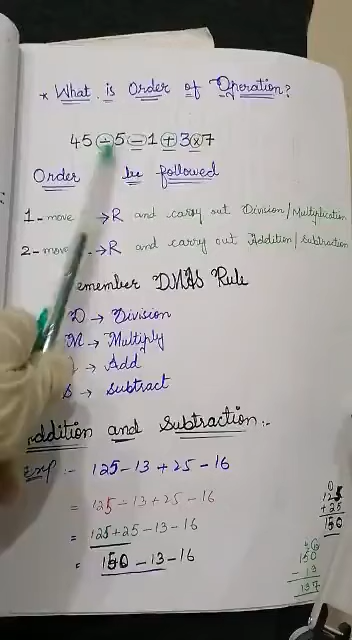 * What is Order of Operation?
45 ÷ 5 - 1 + 3 × 7
Order be followed
1 - move → R and carry out Division/Multiplication
2 - move → R and carry out Addition/Subtraction
emember DMAS Rule
D → Division
M → Multiply
→ Add
S → Subtract
ddition and Subtraction :-
Exp :- 125 - 13 + 25 - 16
= 125 - 13 + 25 - 16
= 125 + 25 - 13 - 16
= 150 - 13 - 16
0
125
+ 25
150
150
- 13
137